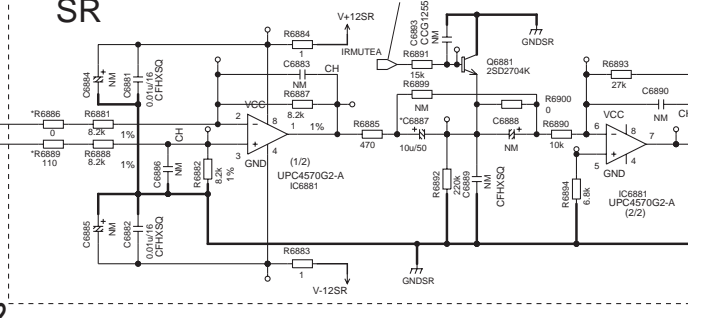 SR
R6884
1
V+12SR
C6883
NM
CH
R6887
8.2k
1%
C6884
NM
C6881
0.01u/16
CFHXSQ
*R6886
0
R6881
8.2k
1%
*R6889
110
R6888
8.2k
1%
CH
C6886
NM
R6882
8.2k
1%
VCC
2
8
1
3
4
GND
(1/2)
UPC4570G2-A
IC6881
C6885
NM
C6882
0.01u/16
CFHXSQ
R6883
1
V-12SR
IRMUTEA
C6893
CCG1255
NM
R6891
15k
Q6881
2SD2704K
GNDSR
R6899
NM
R6885
470
*C6887
10u/50
C6888
NM
R6900
0
R6890
10k
R6892
220k
C6889
NM
CFHXSQ
GNDSR
R6893
27k
C6890
NM
VCC
6
8
7
5
4
GND
R6894
6.8k
IC6881
UPC4570G2-A
(2/2)